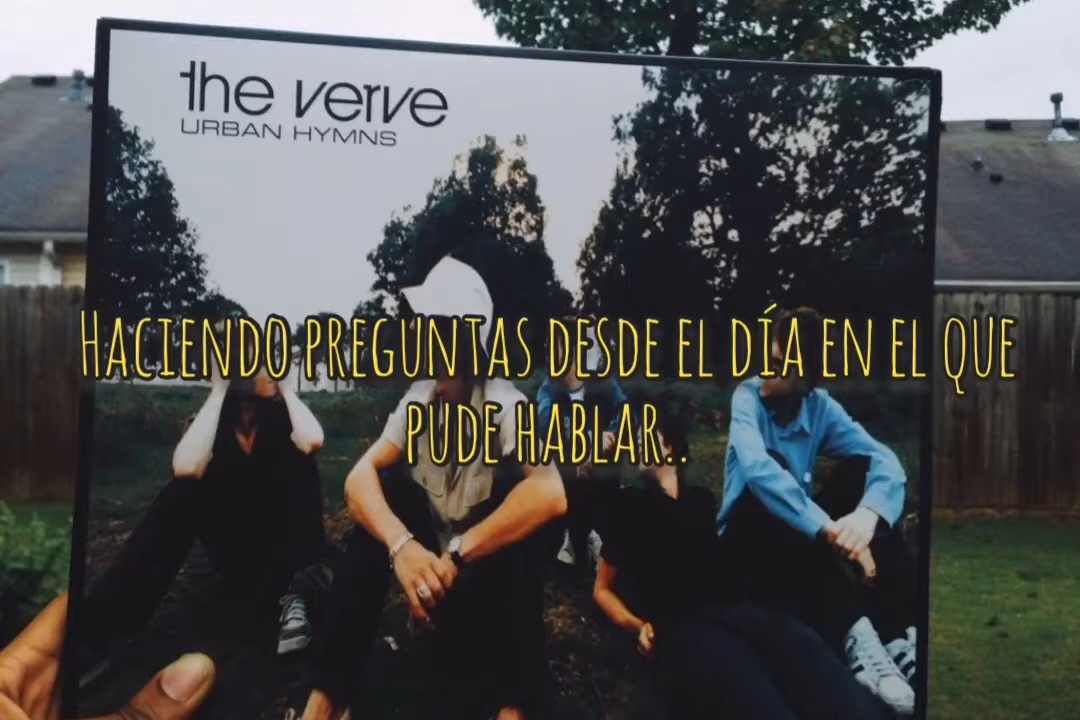 the verve
URBAN HYMNS
Haciendo preguntas desde el día en el que
pude hablar..